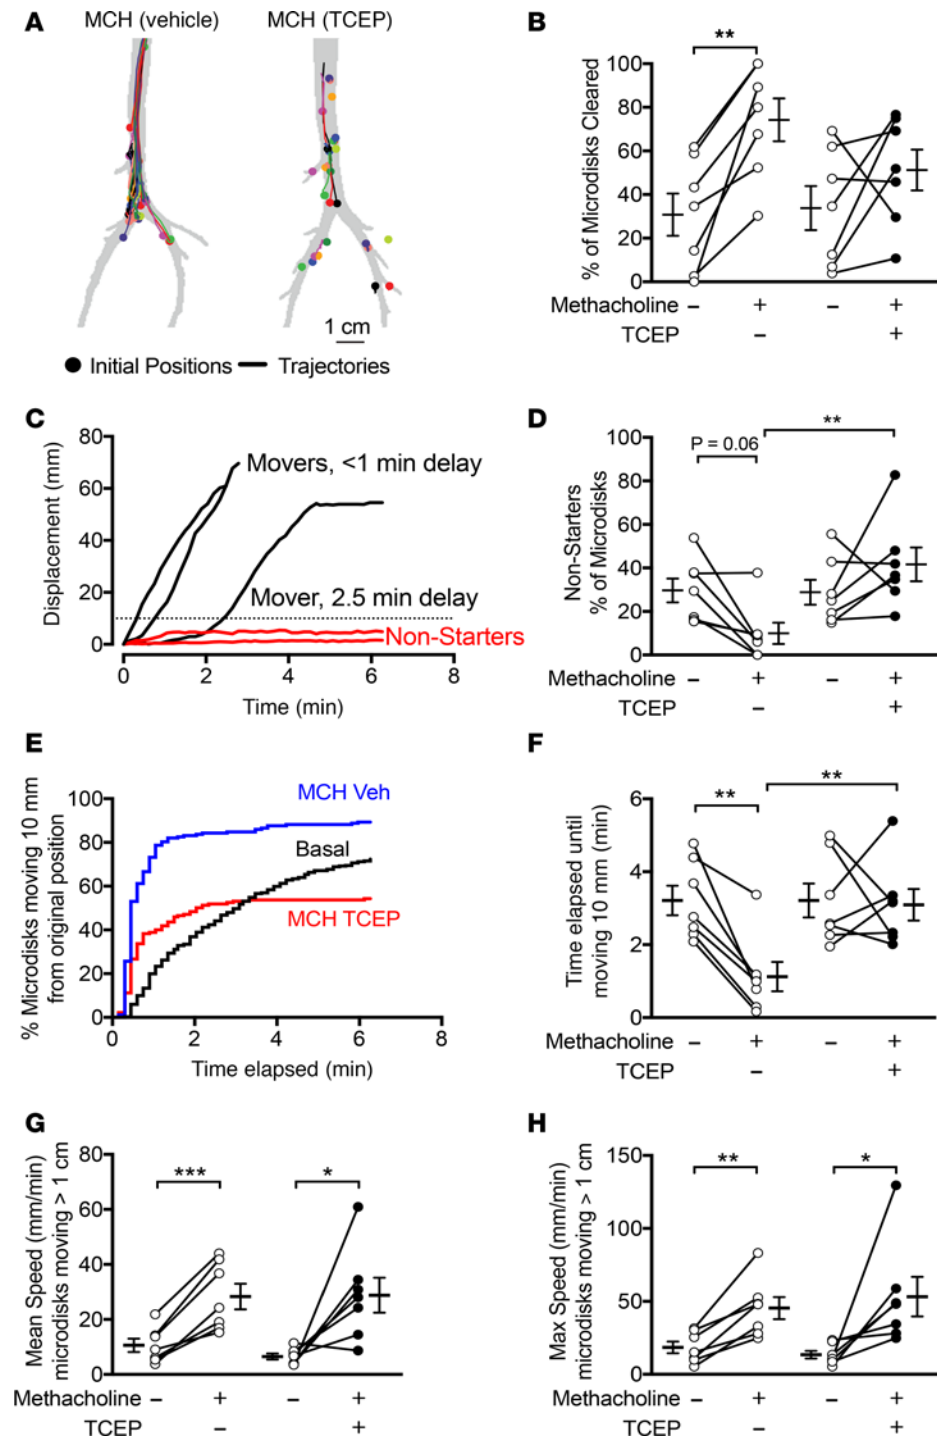 A
MCH (vehicle)
MCH (TCEP)
1 cm
Initial Positions
Trajectories
B
% of Microdisks Cleared
100
80
60
40
20
0
**
Methacholine – + – +
TCEP – +
C
Displacement (mm)
80
60
40
20
0
Movers, <1 min delay
Mover, 2.5 min delay
Non-Starters
0 2 4 6 8
Time (min)
D
Non-Starters
% of Microdisks
100
80
60
40
20
0
P = 0.06
**
Methacholine – + – +
TCEP – +
E
% Microdisks moving 10 mm
from original position
100
80
60
40
20
0
MCH Veh
Basal
MCH TCEP
0 2 4 6 8
Time elapsed (min)
F
Time elapsed until
moving 10 mm (min)
6
4
2
0
**
**
Methacholine – + – +
TCEP – +
G
Mean Speed (mm/min)
microdisks moving > 1 cm
80
60
40
20
0
***
*
Methacholine – + – +
TCEP – +
H
Max Speed (mm/min)
microdisks moving > 1 cm
150
100
50
0
**
*
Methacholine – + – +
TCEP – +